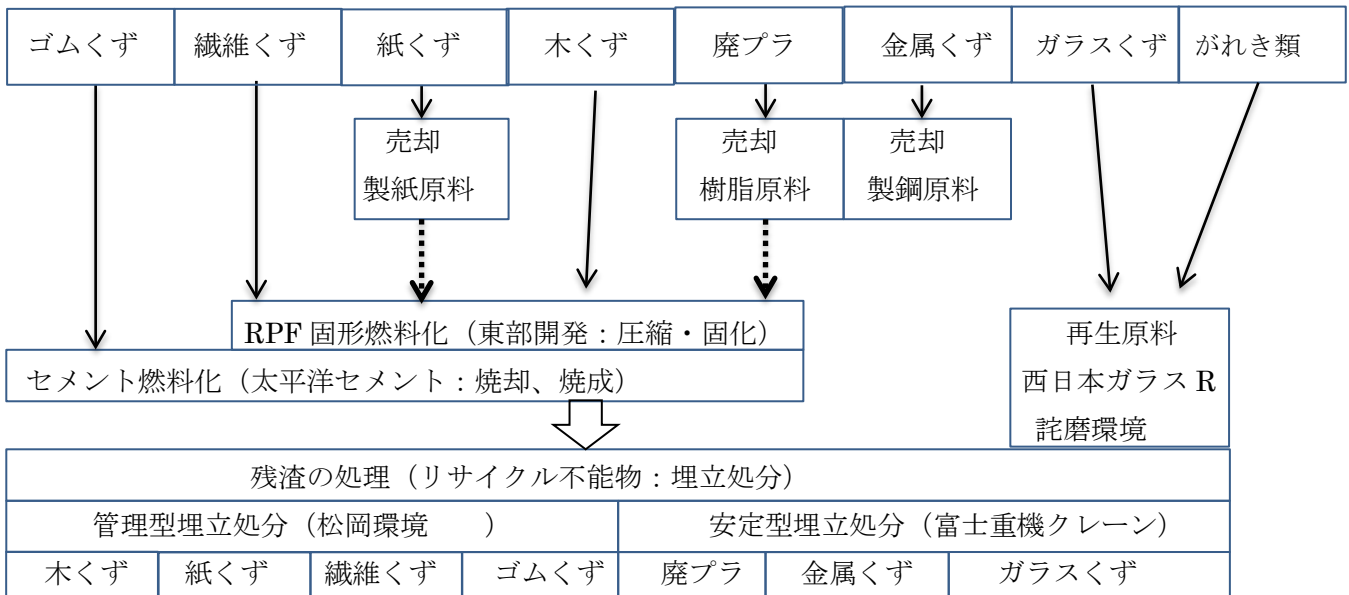 ゴムくず 繊維くず 紙くず 木くず 廃プラ 金属くず ガラスくず がれき類
売却 売却 売却
製紙原料 樹脂原料 製鋼原料
RPF 固形燃料化（東部開発：圧縮・固化） 再生原料
セメント燃料化（太平洋セメント：焼却、焼成） 西日本ガラス R
詫磨環境
残渣の処理（リサイクル不能物：埋立処分）
管理型埋立処分（松岡環境　　） 安定型埋立処分（富士重機クレーン）
木くず 紙くず 繊維くず ゴムくず 廃プラ 金属くず ガラスくず